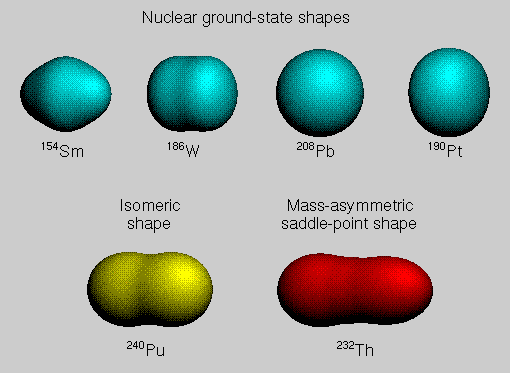 Nuclear ground-state shapes
¹⁵⁴Sm ¹⁸⁶W ²⁰⁸Pb ¹⁹⁰Pt
Isomeric
shape
Mass-asymmetric
saddle-point shape
²⁴⁰Pu ²³²Th